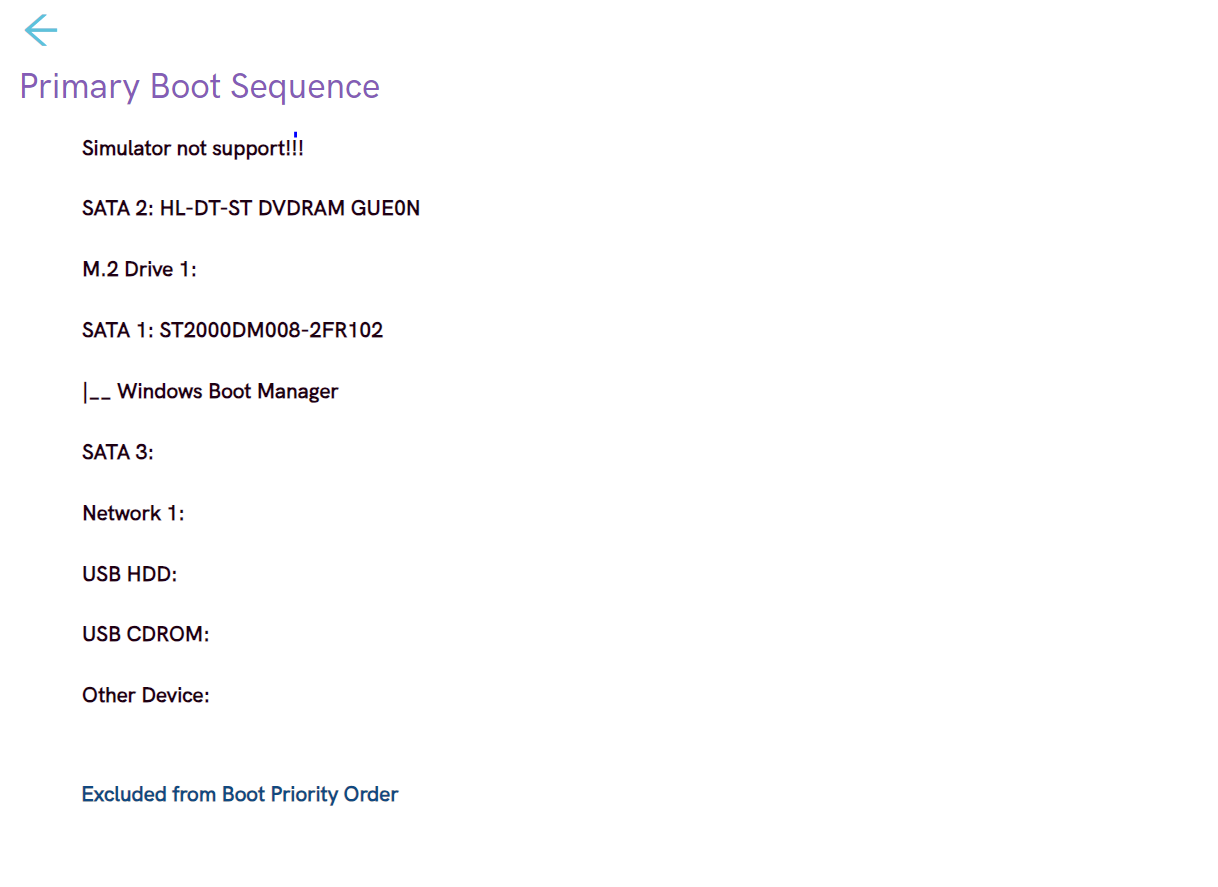 Primary Boot Sequence
Simulator not support!!!
SATA 2: HL-DT-ST DVDRAM GUE0N
M.2 Drive 1:
SATA 1: ST2000DM008-2FR102
|__ Windows Boot Manager
SATA 3:
Network 1:
USB HDD:
USB CDROM:
Other Device:
Excluded from Boot Priority Order